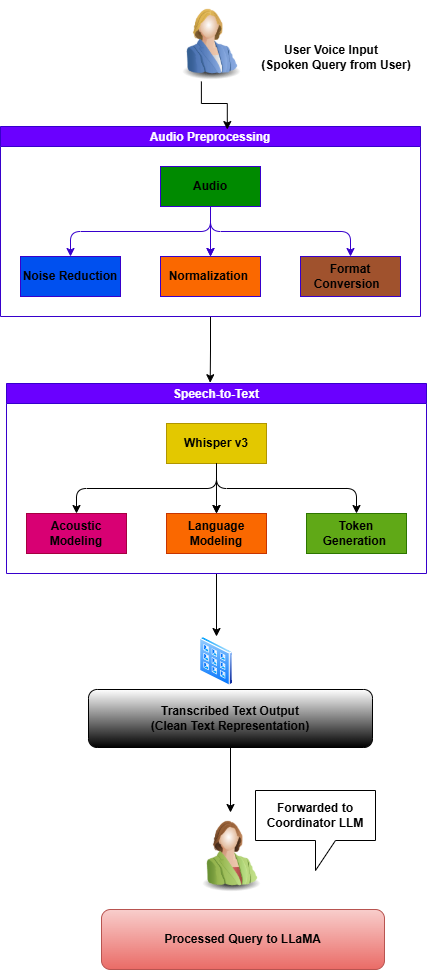 User Voice Input
(Spoken Query from User)
Audio Preprocessing
Audio
Noise Reduction
Normalization
Format
Conversion
Speech-to-Text
Whisper v3
Acoustic
Modeling
Language
Modeling
Token
Generation
Transcribed Text Output
(Clean Text Representation)
Forwarded to
Coordinator LLM
Processed Query to LLaMA